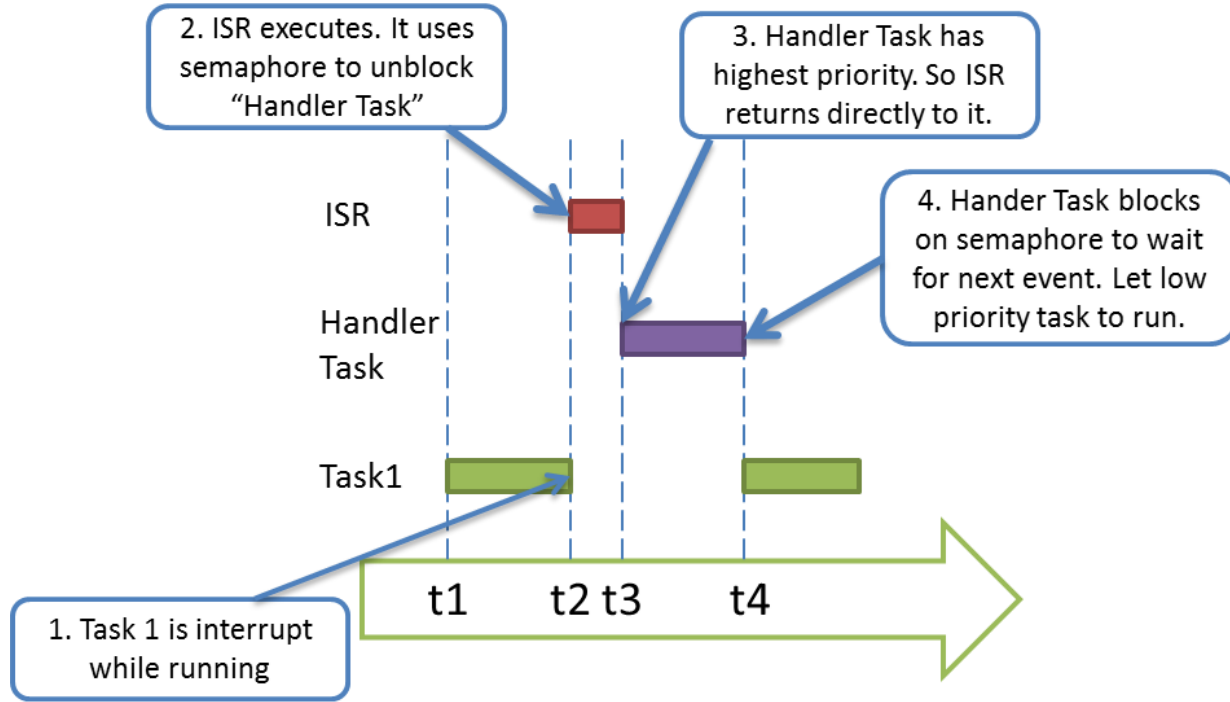 2. ISR executes. It uses
semaphore to unblock
“Handler Task”
3. Handler Task has
highest priority. So ISR
returns directly to it.
4. Hander Task blocks
on semaphore to wait
for next event. Let low
priority task to run.
ISR
Handler
Task
Task1
t1 t2 t3 t4
1. Task 1 is interrupt
while running